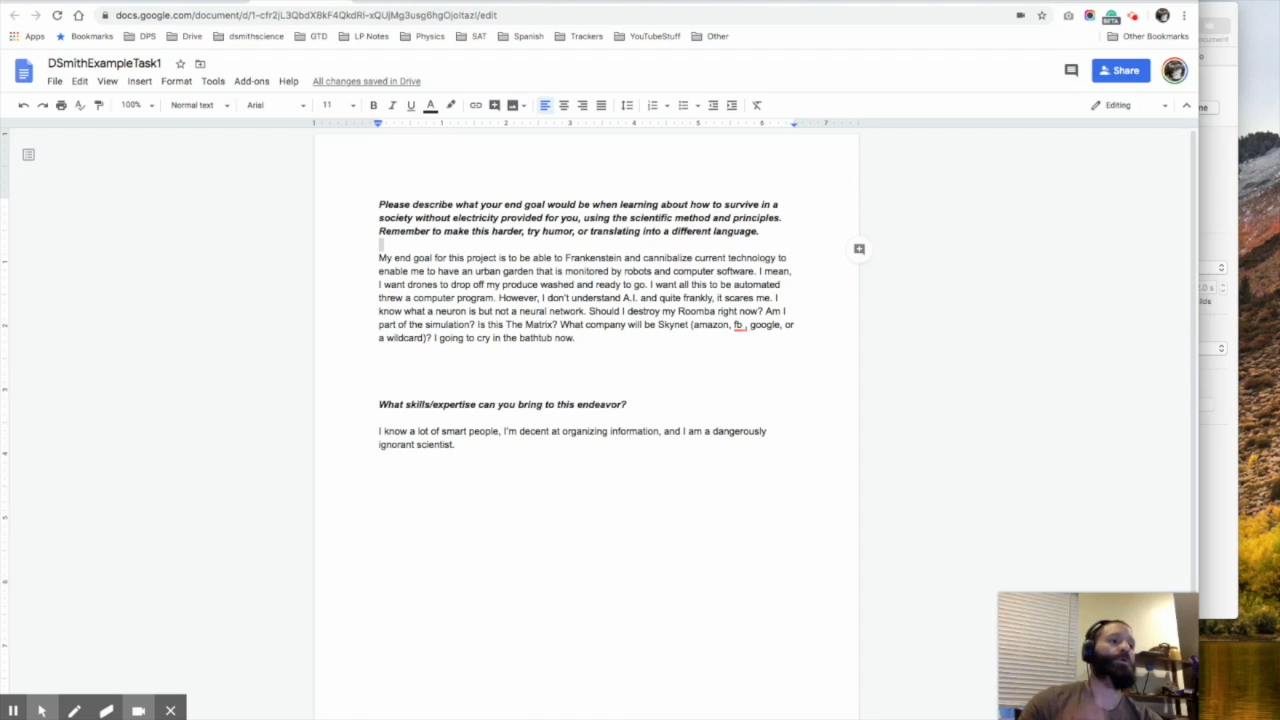 docs.google.com/document/d/1-cfr2jL3QbdX8kF4QkdRl-xQUjMg3usg6hgOjoltazI/edit
BETA
Apps Bookmarks DPS Drive dsmithscience GTD LP Notes Physics SAT Spanish Trackers YouTubeStuff Other Other Bookmarks
DSmithExampleTask1
File Edit View Insert Format Tools Add-ons Help All changes saved in Drive
Share
100% Normal text Arial 11 B I U A Editing
1 1 2 3 4 5 6 7
Please describe what your end goal would be when learning about how to survive in a
society without electricity provided for you, using the scientific method and principles.
Remember to make this harder, try humor, or translating into a different language.
My end goal for this project is to be able to Frankenstein and cannibalize current technology to
enable me to have an urban garden that is monitored by robots and computer software. I mean,
I want drones to drop off my produce washed and ready to go. I want all this to be automated
threw a computer program. However, I don't understand A.I. and quite frankly, it scares me. I
know what a neuron is but not a neural network. Should I destroy my Roomba right now? Am I
part of the simulation? Is this The Matrix? What company will be Skynet (amazon, fb , google, or
a wildcard)? I going to cry in the bathtub now.
What skills/expertise can you bring to this endeavor?
I know a lot of smart people, I'm decent at organizing information, and I am a dangerously
ignorant scientist.